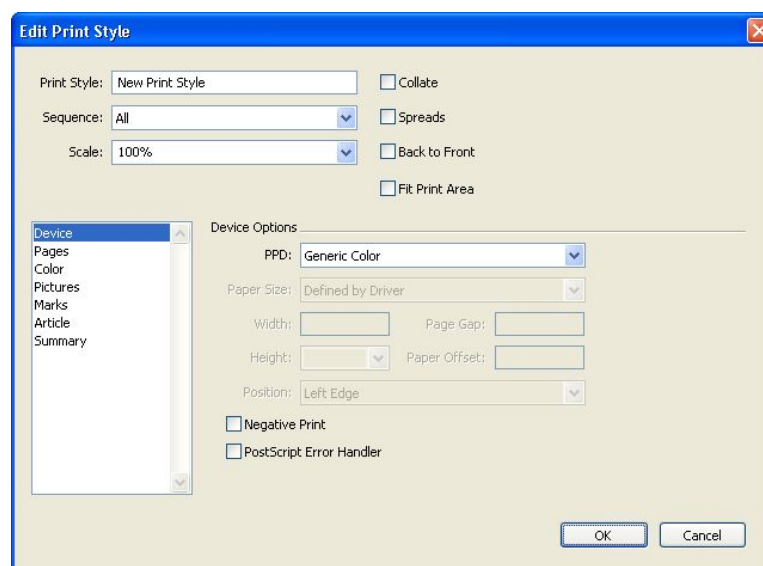 Edit Print Style
Print Style: New Print Style
Collate
Sequence: All
Spreads
Scale: 100%
Back to Front
Fit Print Area
Device
Pages
Color
Pictures
Marks
Article
Summary
Device Options
PPD: Generic Color
Paper Size: Defined by Driver
Width: Page Gap:
Height: Paper Offset:
Position: Left Edge
Negative Print
PostScript Error Handler
OK Cancel